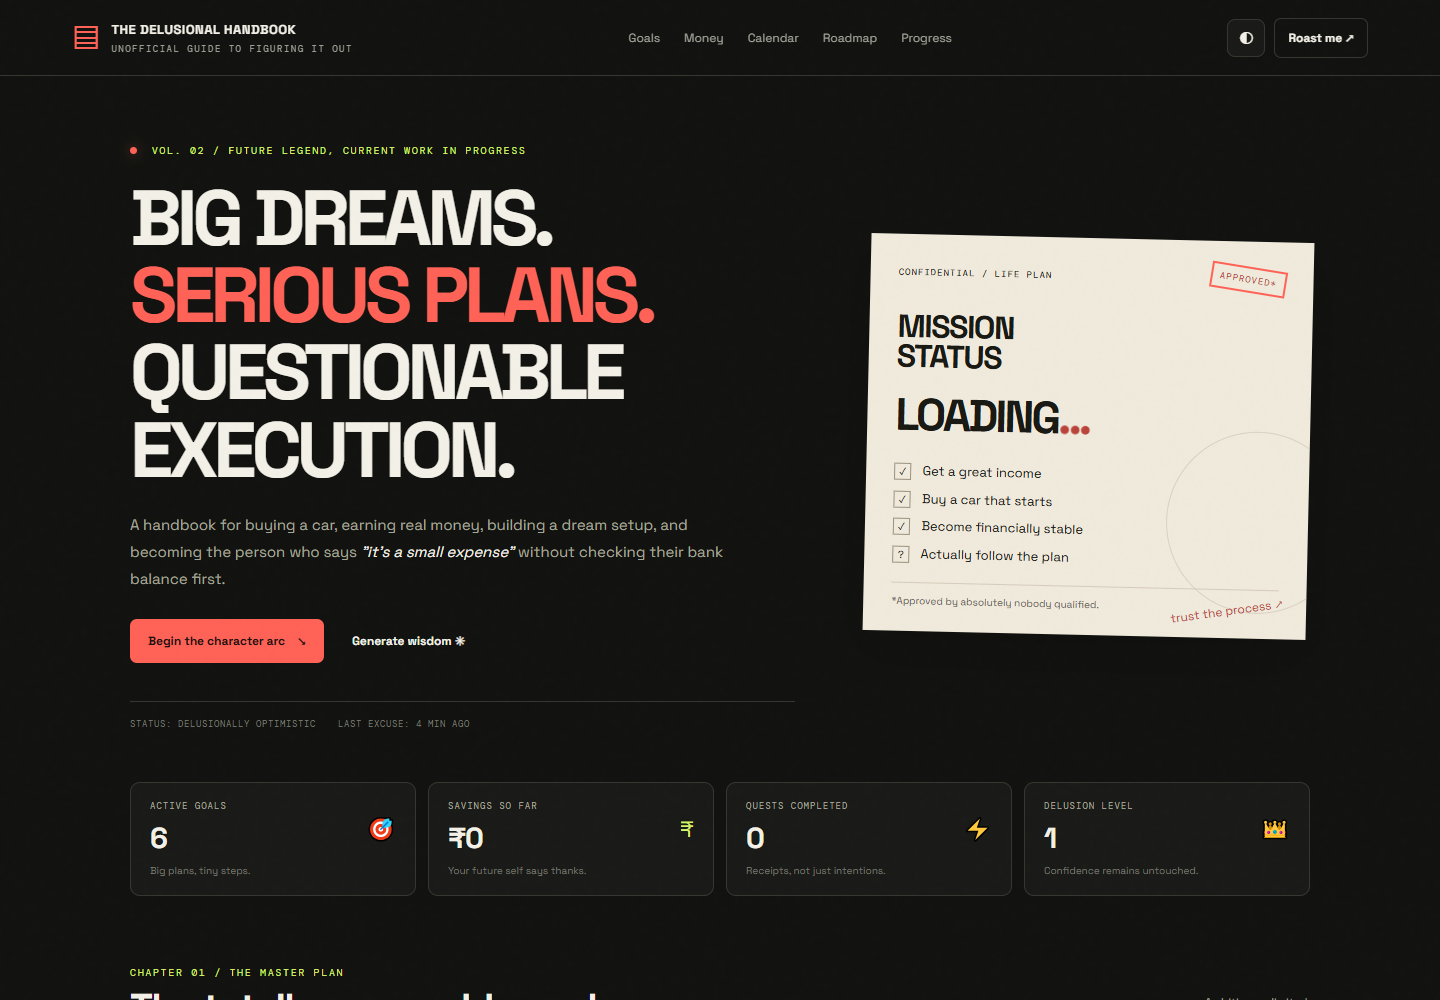 THE DELUSIONAL HANDBOOK
UNOFFICIAL GUIDE TO FIGURING IT OUT
Goals
Money
Calendar
Roadmap
Progress
Roast me ↗
VOL. 02 / FUTURE LEGEND, CURRENT WORK IN PROGRESS
BIG DREAMS.
SERIOUS PLANS.
QUESTIONABLE
EXECUTION.
A handbook for buying a car, earning real money, building a dream setup, and
becoming the person who says "it's a small expense" without checking their bank
balance first.
Begin the character arc ↘
Generate wisdom ✳
STATUS: DELUSIONALLY OPTIMISTIC
LAST EXCUSE: 4 MIN AGO
CONFIDENTIAL / LIFE PLAN
APPROVED*
MISSION
STATUS
LOADING...
✓ Get a great income
✓ Buy a car that starts
✓ Become financially stable
? Actually follow the plan
*Approved by absolutely nobody qualified.
trust the process ↗
ACTIVE GOALS
6
Big plans, tiny steps.
SAVINGS SO FAR
₹0
Your future self says thanks.
₹
QUESTS COMPLETED
0
Receipts, not just intentions.
DELUSION LEVEL
1
Confidence remains untouched.
CHAPTER 01 / THE MASTER PLAN